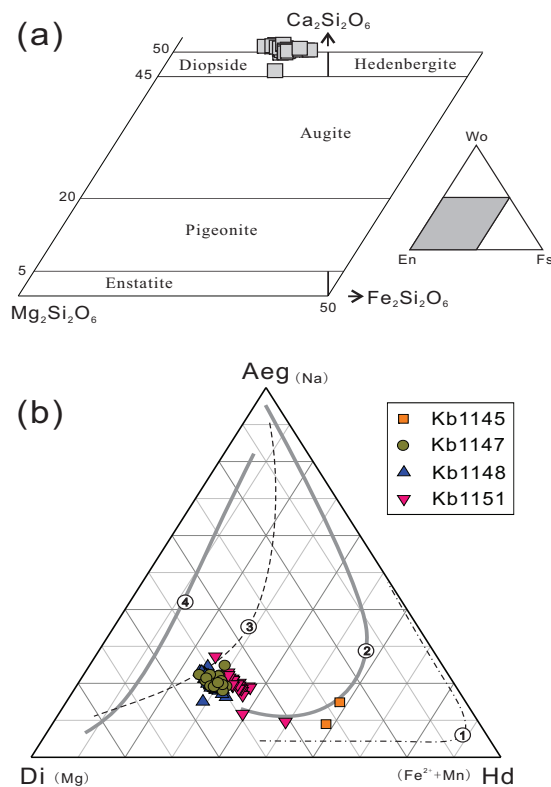 (a)
Ca₂Si₂O₆
50
Diopside
Hedenbergite
45
Augite
Wo
20
Pigeonite
En
Fs
5
Enstatite
Mg₂Si₂O₆
50
Fe₂Si₂O₆
(b)
Aeg (Na)
Kb1145
Kb1147
Kb1148
Kb1151
4
3
2
1
Di (Mg)
(Fe²⁺+Mn) Hd